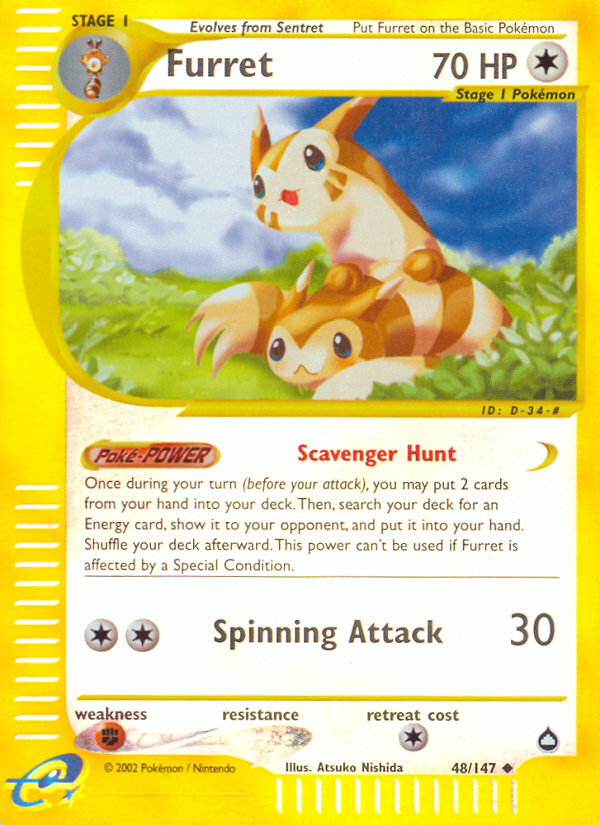 STAGE 1
Evolves from Sentret
Put Furret on the Basic Pokémon
Furret
70 HP
Stage 1 Pokémon
ID: D-34-#
Poké-POWER
Scavenger Hunt
Once during your turn (before your attack), you may put 2 cards
from your hand into your deck. Then, search your deck for an
Energy card, show it to your opponent, and put it into your hand.
Shuffle your deck afterward. This power can't be used if Furret is
affected by a Special Condition.
Spinning Attack
30
weakness
resistance
retreat cost
© 2002 Pokémon / Nintendo
Illus. Atsuko Nishida
48/147
e